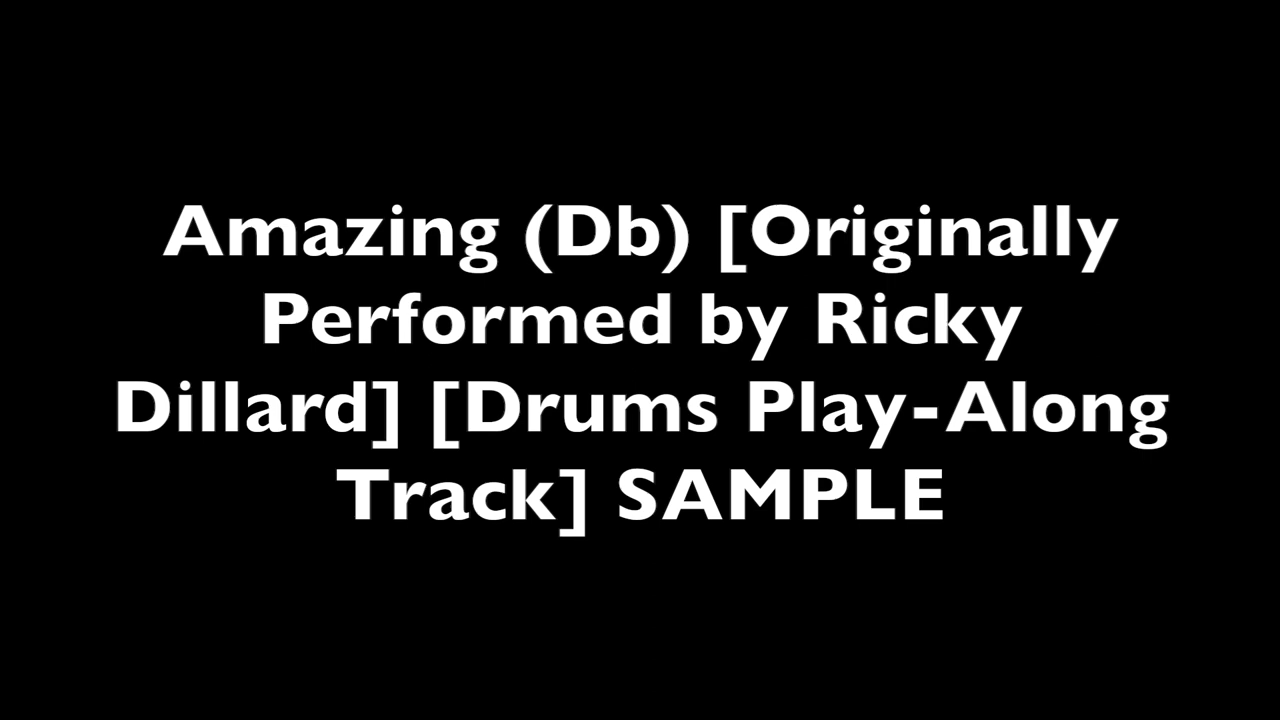 Amazing (Db) [Originally
Performed by Ricky
Dillard] [Drums Play-Along
Track] SAMPLE